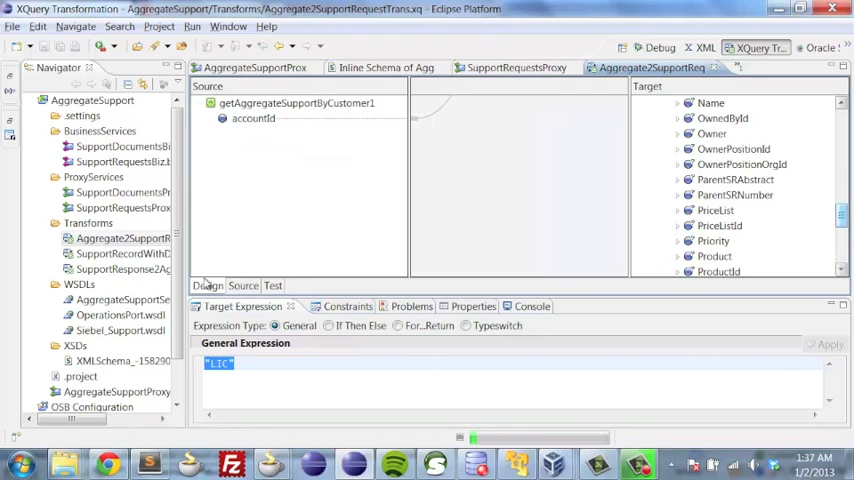 XQuery Transformation - AggregateSupport/Transforms/Aggregate2SupportRequestTrans.xq - Eclipse Platform
File Edit Navigate Search Project Run Window Help
Debug XML XQuery Tr... Oracle
Navigator
AggregateSupportProx Inline Schema of Agg SupportRequestsProxy Aggregate2SupportReq
AggregateSupport
.settings
BusinessServices
SupportDocumentsBi
SupportRequestsBiz.b
ProxyServices
SupportDocumentsPr
SupportRequestsProx
Transforms
Aggregate2SupportR
SupportRecordWithD
SupportResponse2Ag
WSDLs
AggregateSupportSe
OperationsPort.wsdl
Siebel_Support.wsdl
XSDs
XMLSchema_-158290
.project
AggregateSupportProxy
OSB Configuration
Source
getAggregateSupportByCustomer1
accountId
Target
Name
OwnedById
Owner
OwnerPositionId
OwnerPositionOrgId
ParentSRAbstract
ParentSRNumber
PriceList
PriceListId
Priority
Product
ProductId
Design Source Test
Target Expression Constraints Problems Properties Console
Expression Type: General If Then Else For...Return Typeswitch
General Expression
Apply
"LIC"
1:37 AM
1/2/2013